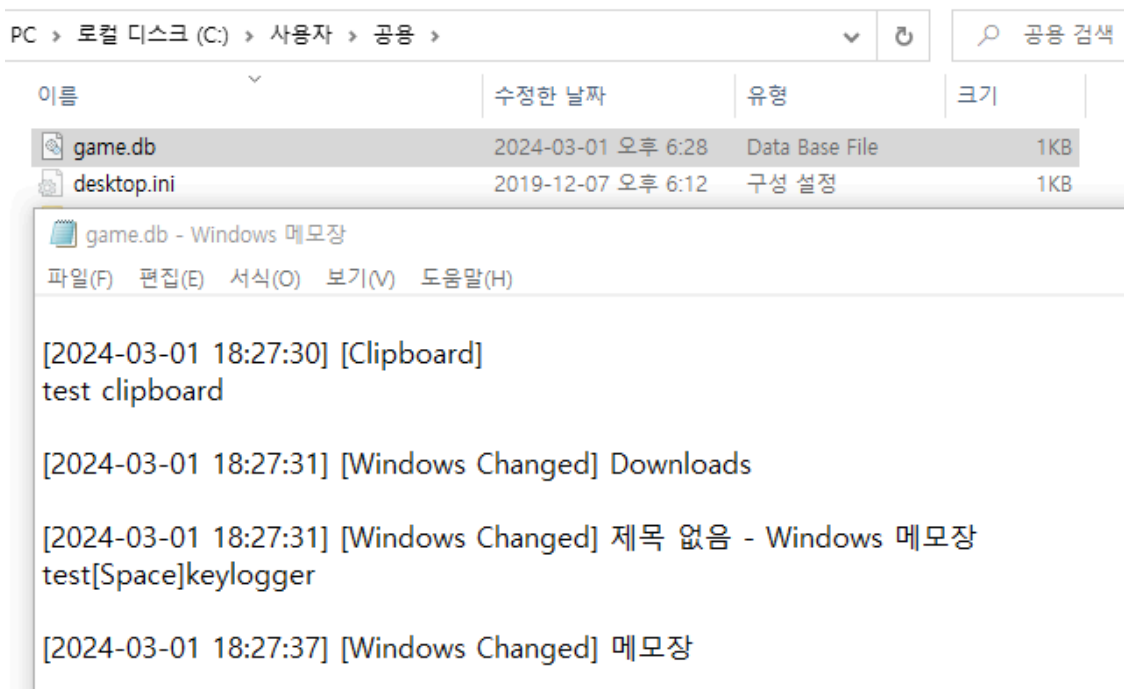 PC > 로컬 디스크 (C:) > 사용자 > 공용 >
공용 검색
이름 수정한 날짜 유형 크기
game.db 2024-03-01 오후 6:28 Data Base File 1KB
desktop.ini 2019-12-07 오후 6:12 구성 설정 1KB
game.db - Windows 메모장
파일(F) 편집(E) 서식(O) 보기(V) 도움말(H)
[2024-03-01 18:27:30] [Clipboard]
test clipboard
[2024-03-01 18:27:31] [Windows Changed] Downloads
[2024-03-01 18:27:31] [Windows Changed] 제목 없음 - Windows 메모장
test[Space]keylogger
[2024-03-01 18:27:37] [Windows Changed] 메모장